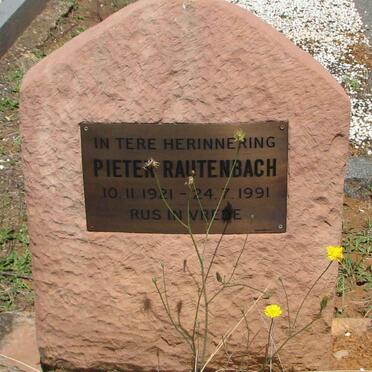 IN TERE HERINNERING
PIETER RAUTENBACH
10.11.1921 - 24.7.1991
RUS IN VREDE